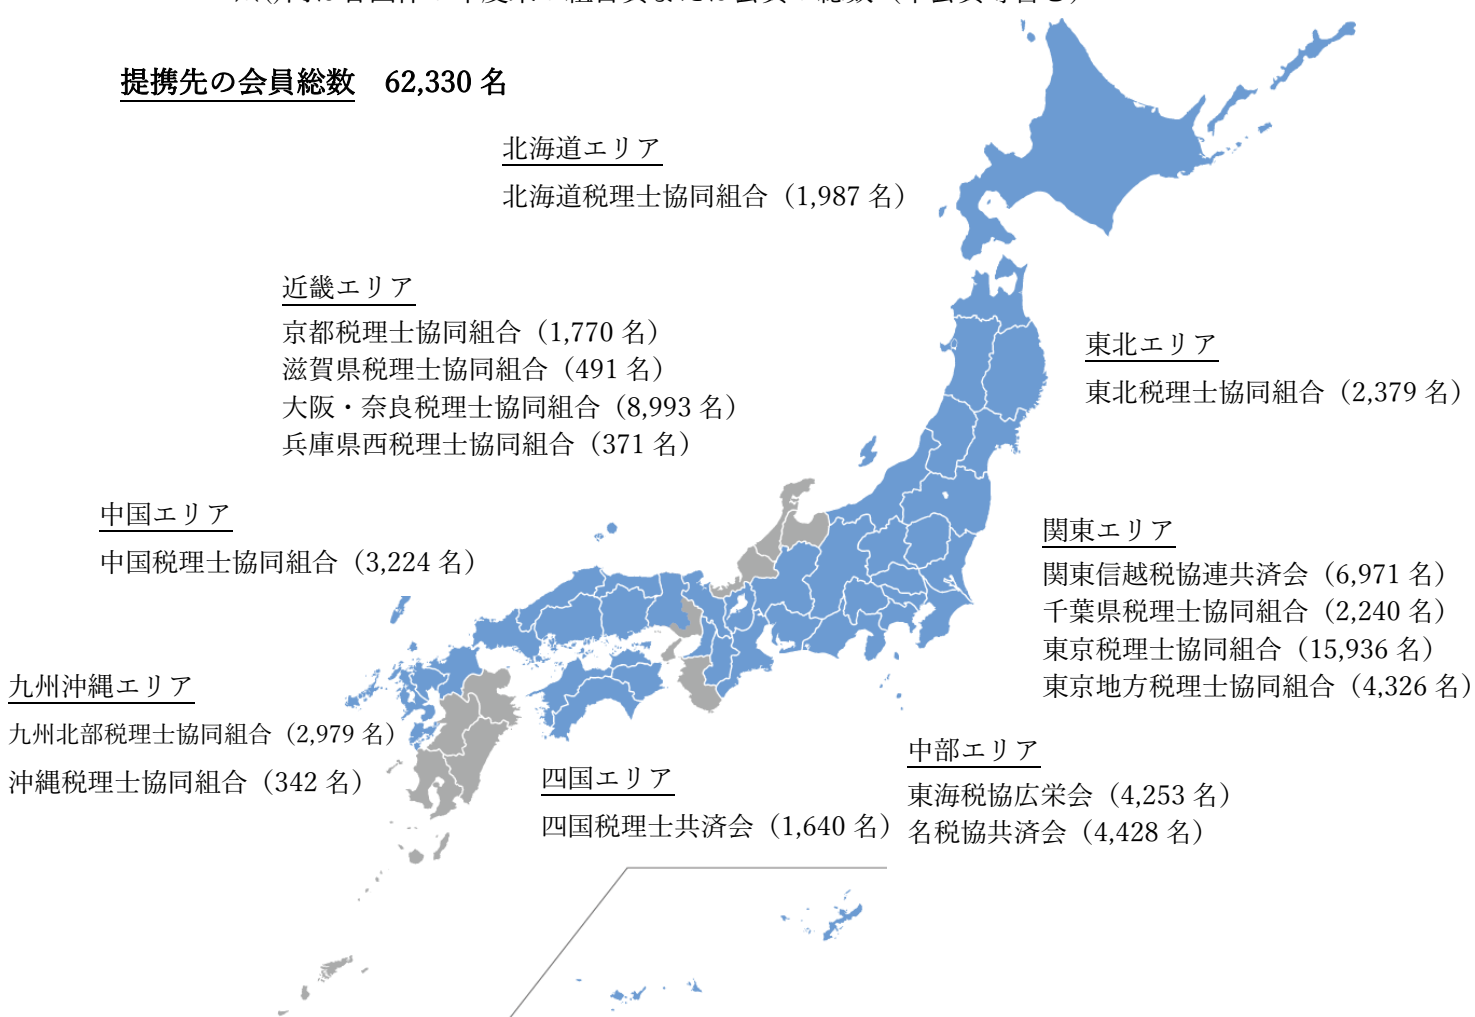 提携先の会員総数 62,330 名
北海道エリア
北海道税理士協同組合（1,987 名）
近畿エリア
京都税理士協同組合（1,770 名）
滋賀県税理士協同組合（491 名）
大阪・奈良税理士協同組合（8,993 名）
兵庫県西税理士協同組合（371 名）
東北エリア
東北税理士協同組合（2,379 名）
中国エリア
中国税理士協同組合（3,224 名）
関東エリア
関東信越税協連共済会（6,971 名）
千葉県税理士協同組合（2,240 名）
東京税理士協同組合（15,936 名）
東京地方税理士協同組合（4,326 名）
九州沖縄エリア
九州北部税理士協同組合（2,979 名）
沖縄税理士協同組合（342 名）
四国エリア
四国税理士共済会（1,640 名）
中部エリア
東海税協広栄会（4,253 名）
名税協共済会（4,428 名）